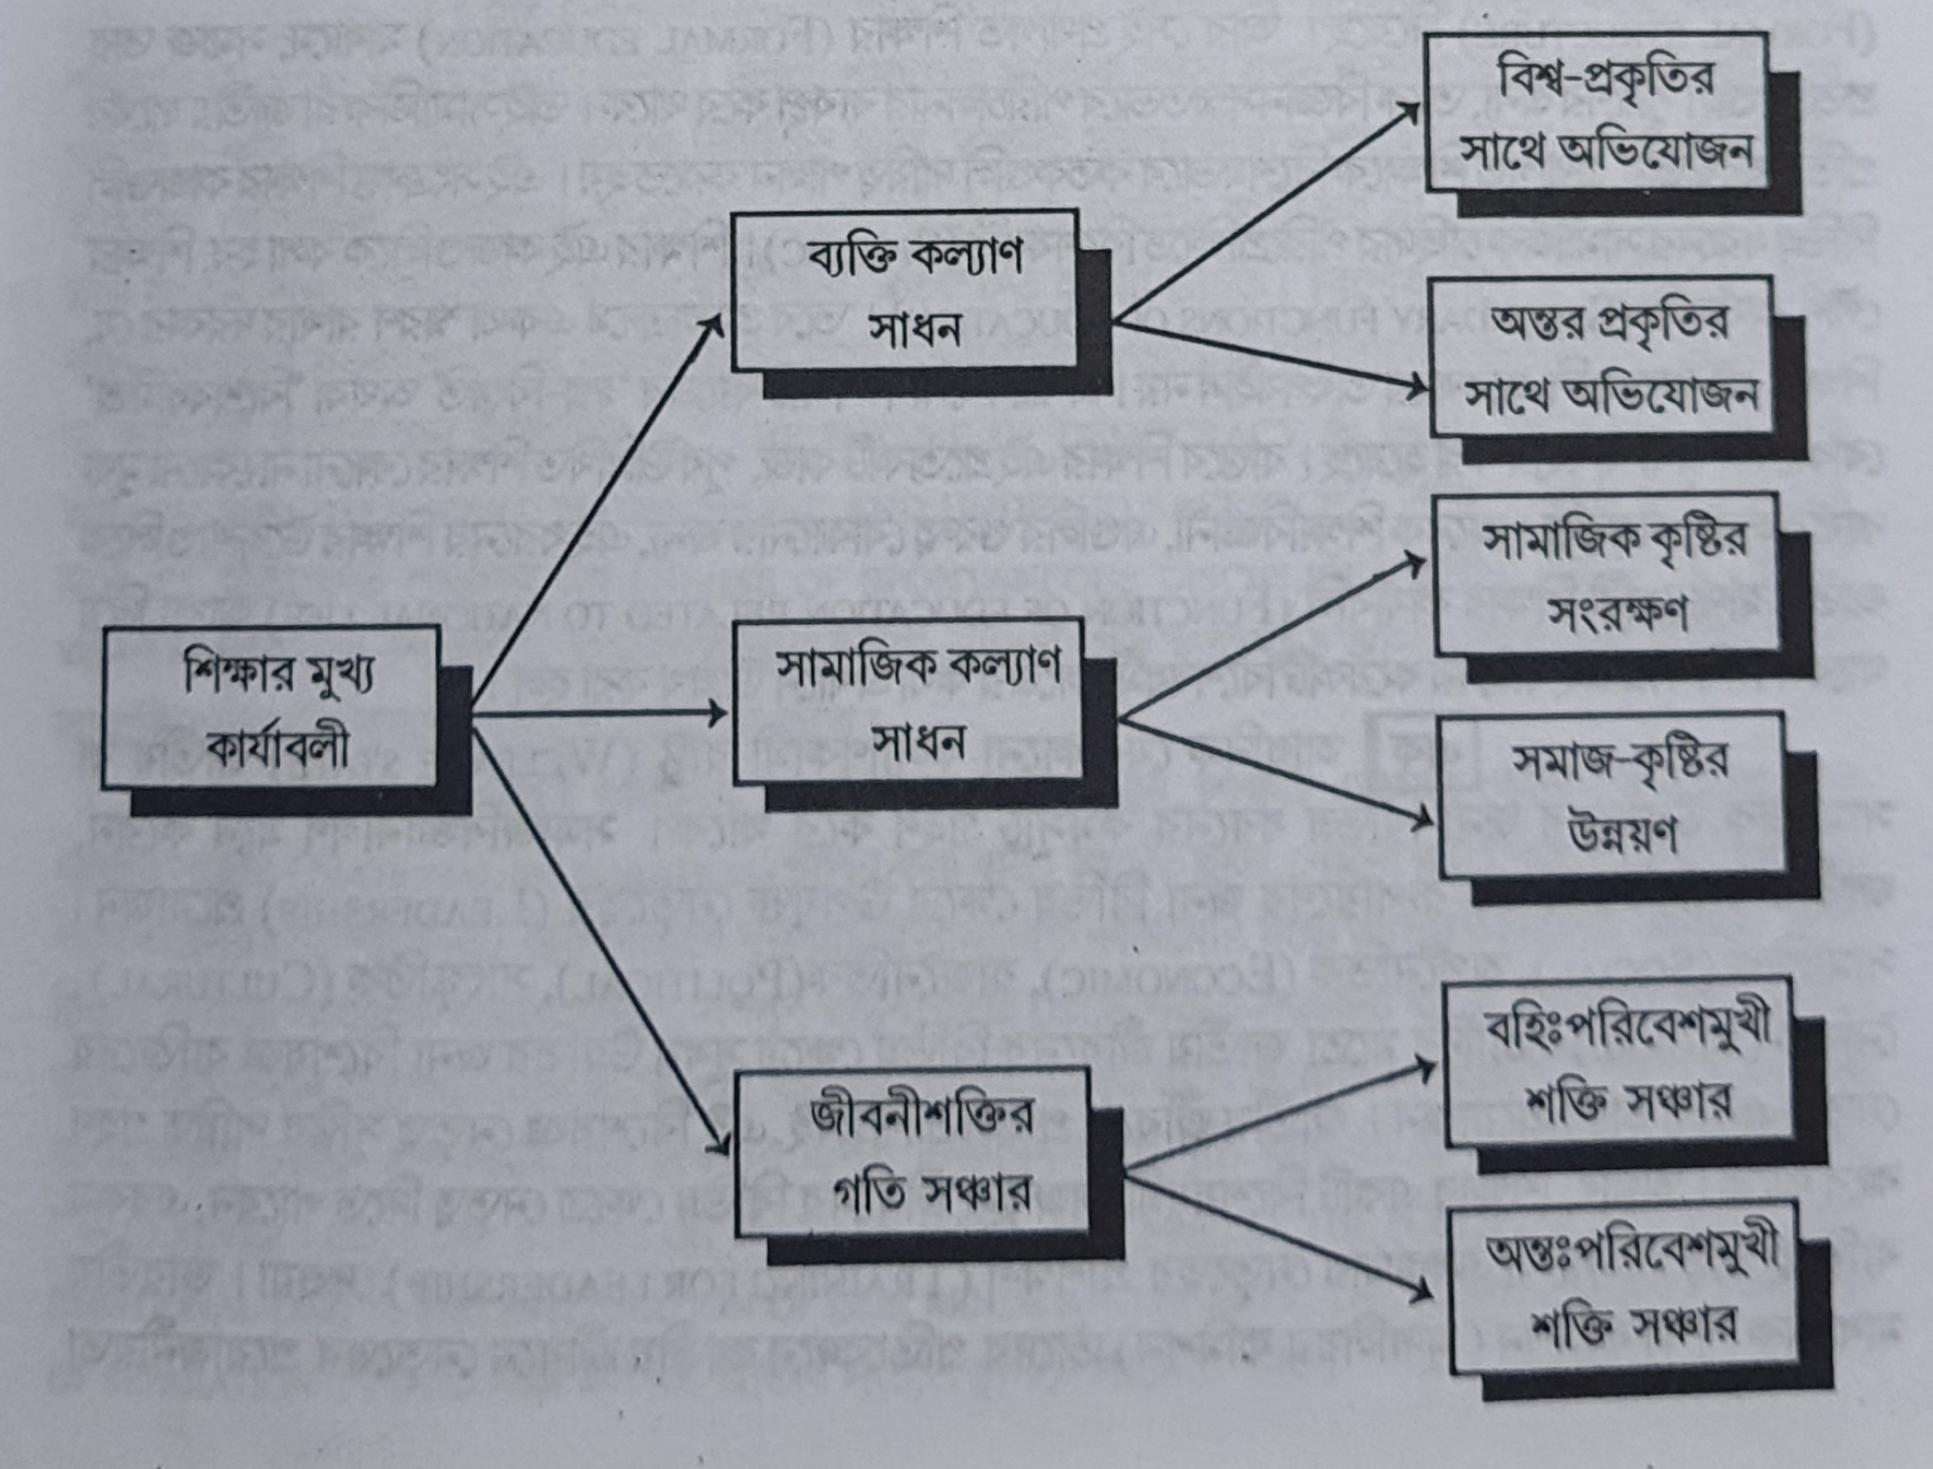 শিক্ষার মুখ্য
কার্যাবলী
ব্যক্তি কল্যাণ
সাধন
বিশ্ব-প্রকৃতির
সাথে অভিযোজন
অন্তর প্রকৃতির
সাথে অভিযোজন
সামাজিক কল্যাণ
সাধন
সামাজিক কৃষ্টির
সংরক্ষণ
সমাজ-কৃষ্টির
উন্নয়ণ
জীবনীশক্তির
গতি সঞ্চার
বহিঃপরিবেশমুখী
শক্তি সঞ্চার
অন্তঃপরিবেশমুখী
শক্তি সঞ্চার